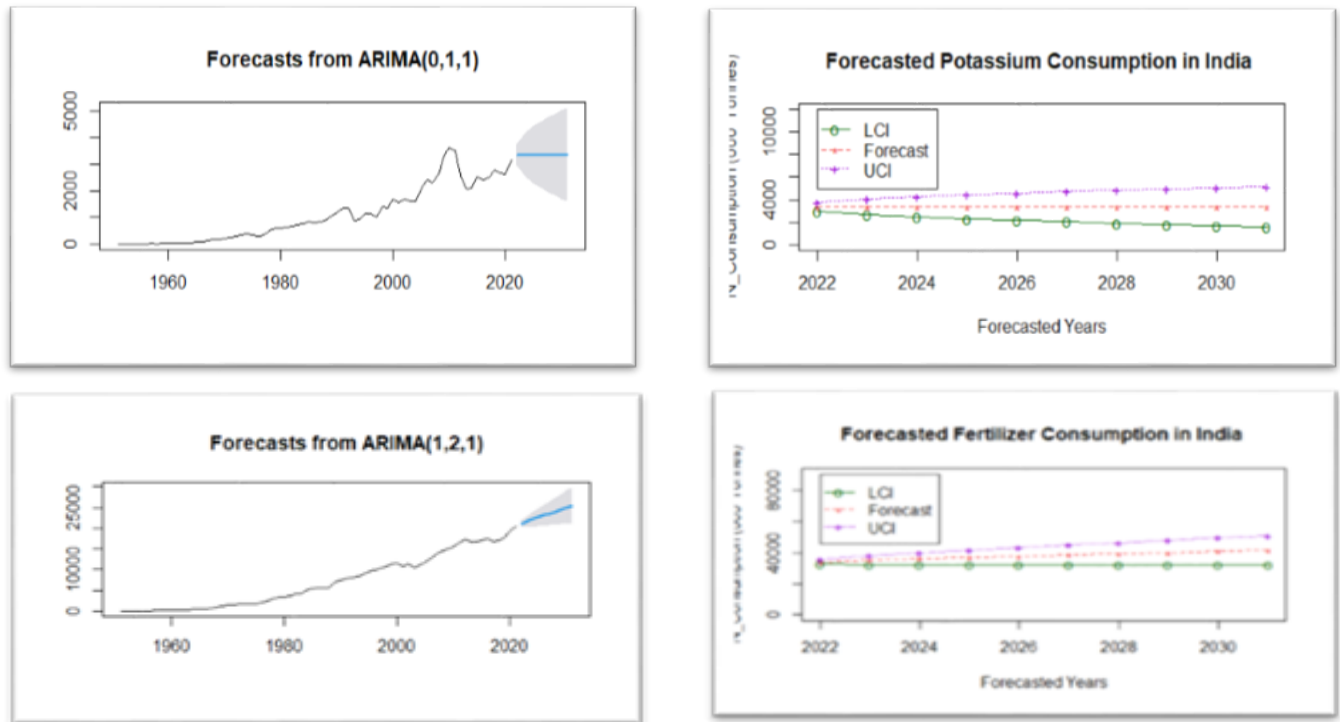 Forecasts from ARIMA(0,1,1)
5000
2000
0
1960 1980 2000 2020
Forecasted Potassium Consumption in India
10000
4000
0
LCI
Forecast
UCI
2022 2024 2026 2028 2030
Forecasted Years
Forecasts from ARIMA(1,2,1)
25000
10000
0
1960 1980 2000 2020
Forecasted Fertilizer Consumption in India
80000
40000
0
LCI
Forecast
UCI
2022 2024 2026 2028 2030
Forecasted Years